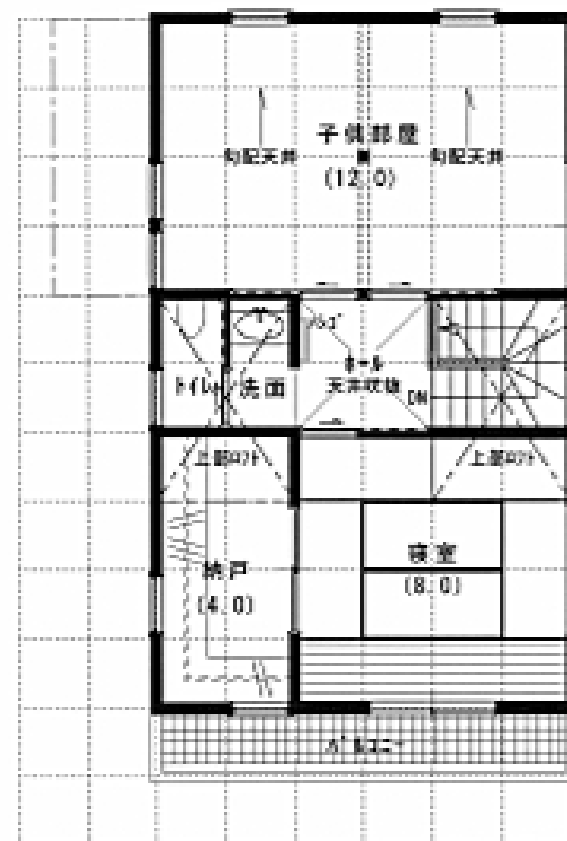 子供部屋
勾配天井
勾配天井
(12.0)
ホール
天井吹抜
トイレ
洗面
DN
上部ロフト
上部ロフト
納戸
(4.0)
寝室
(8.0)
バルコニー